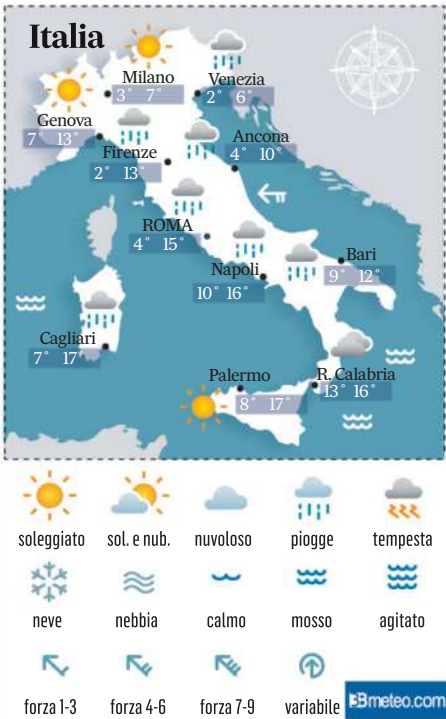 Italia
Milano
3° 7°
Venezia
2° 6°
Genova
7° 13°
Firenze
2° 13°
Ancona
4° 10°
ROMA
4° 15°
Napoli
10° 16°
Bari
9° 12°
Cagliari
7° 17°
Palermo
8° 17°
R. Calabria
13° 16°
soleggiato sol. e nub. nuvoloso piogge tempesta
neve nebbia calmo mosso agitato
forza 1-3 forza 4-6 forza 7-9 variabile
3Bmeteo.com